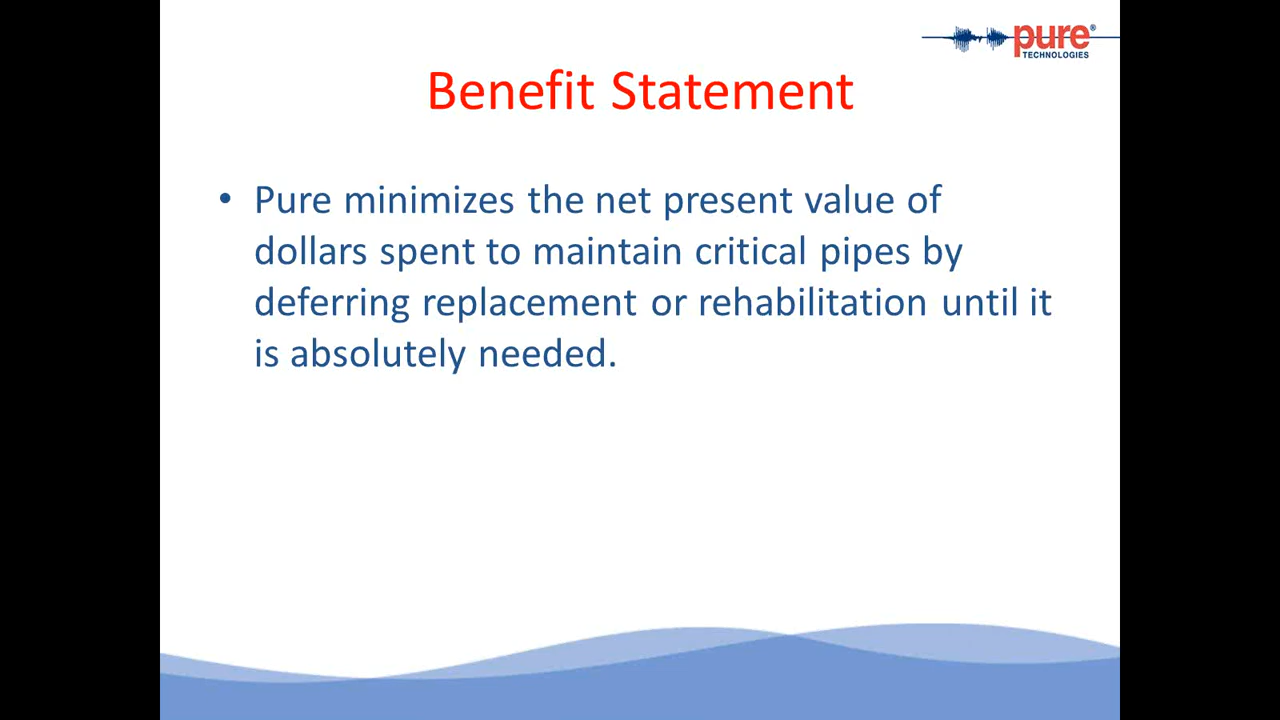 pure®
TECHNOLOGIES
Benefit Statement
• Pure minimizes the net present value of
dollars spent to maintain critical pipes by
deferring replacement or rehabilitation until it
is absolutely needed.